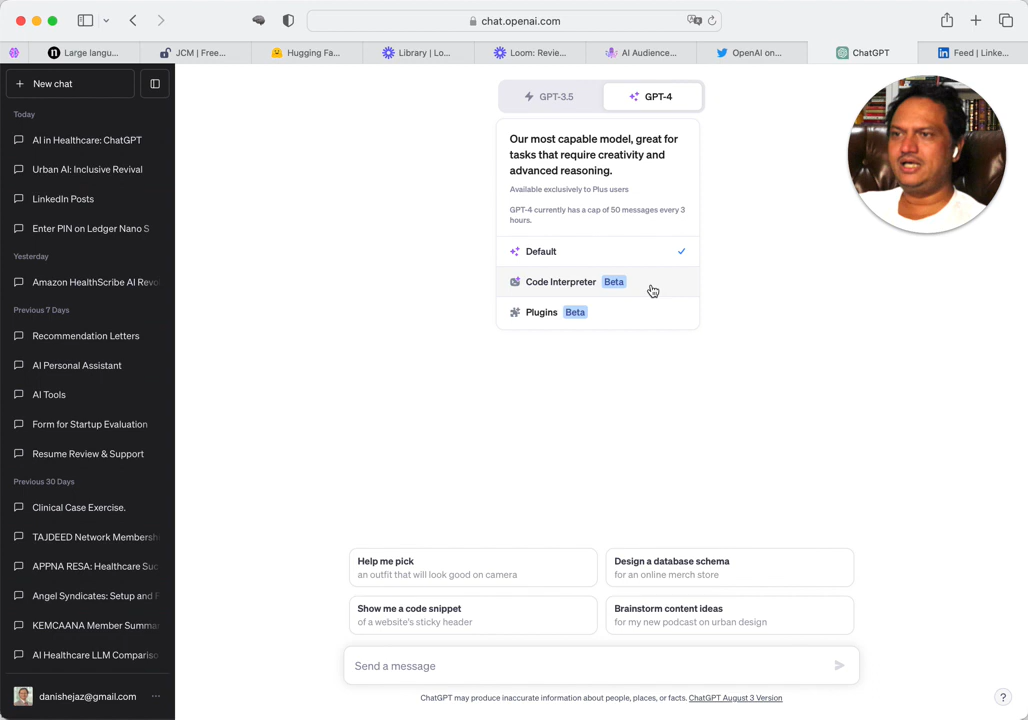 chat.openai.com
Large langu...
JCM | Free...
Hugging Fa...
Library | Lo...
Loom: Revie...
AI Audience...
OpenAI on...
ChatGPT
Feed | Linke...
New chat
Today
AI in Healthcare: ChatGPT
Urban AI: Inclusive Revival
LinkedIn Posts
Enter PIN on Ledger Nano S
Yesterday
Amazon HealthScribe AI Revo
Previous 7 Days
Recommendation Letters
AI Personal Assistant
AI Tools
Form for Startup Evaluation
Resume Review & Support
Previous 30 Days
Clinical Case Exercise.
TAJDEED Network Membersh
APPNA RESA: Healthcare Suc
Angel Syndicates: Setup and F
KEMCAANA Member Summar
AI Healthcare LLM Compariso
danishejaz@gmail.com
GPT-3.5
GPT-4
Our most capable model, great for
tasks that require creativity and
advanced reasoning.
Available exclusively to Plus users
GPT-4 currently has a cap of 50 messages every 3
hours.
Default
Code Interpreter Beta
Plugins Beta
Help me pick
an outfit that will look good on camera
Design a database schema
for an online merch store
Show me a code snippet
of a website's sticky header
Brainstorm content ideas
for my new podcast on urban design
Send a message
ChatGPT may produce inaccurate information about people, places, or facts. ChatGPT August 3 Version
?